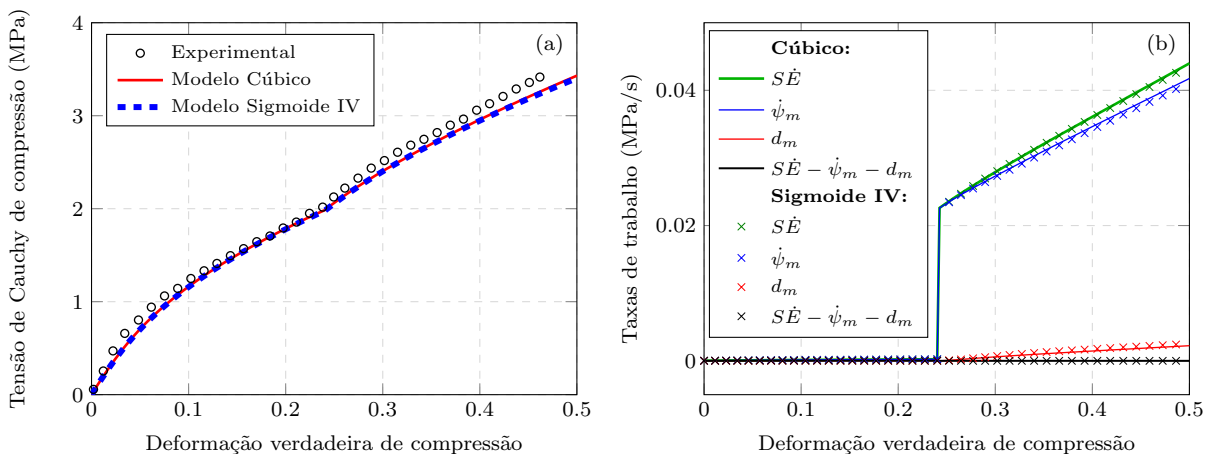 (a)
Experimental
Modelo Cúbico
Modelo Sigmoide IV
Tensão de Cauchy de compressão (MPa)
4
3
2
1
0
0 0.1 0.2 0.3 0.4 0.5
Deformação verdadeira de compressão
(b)
Cúbico:
SĖ
ψ̇ₘ
dₘ
SĖ − ψ̇ₘ − dₘ
Sigmoide IV:
SĖ
ψ̇ₘ
dₘ
SĖ − ψ̇ₘ − dₘ
Taxas de trabalho (MPa/s)
0.04
0.02
0
0 0.1 0.2 0.3 0.4 0.5
Deformação verdadeira de compressão